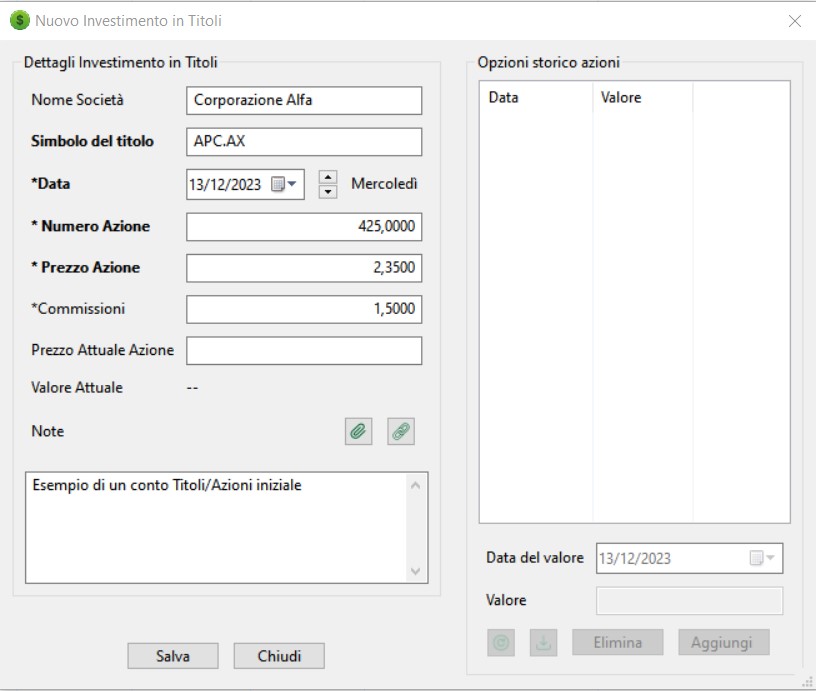 Nuovo Investimento in Titoli
Dettagli Investimento in Titoli
Nome Società Corporazione Alfa
Simbolo del titolo APC.AX
*Data 13/12/2023 Mercoledì
* Numero Azione 425,0000
* Prezzo Azione 2,3500
*Commissioni 1,5000
Prezzo Attuale Azione
Valore Attuale --
Note
Esempio di un conto Titoli/Azioni iniziale
Salva Chiudi
Opzioni storico azioni
Data Valore
Data del valore 13/12/2023
Valore
Elimina Aggiungi